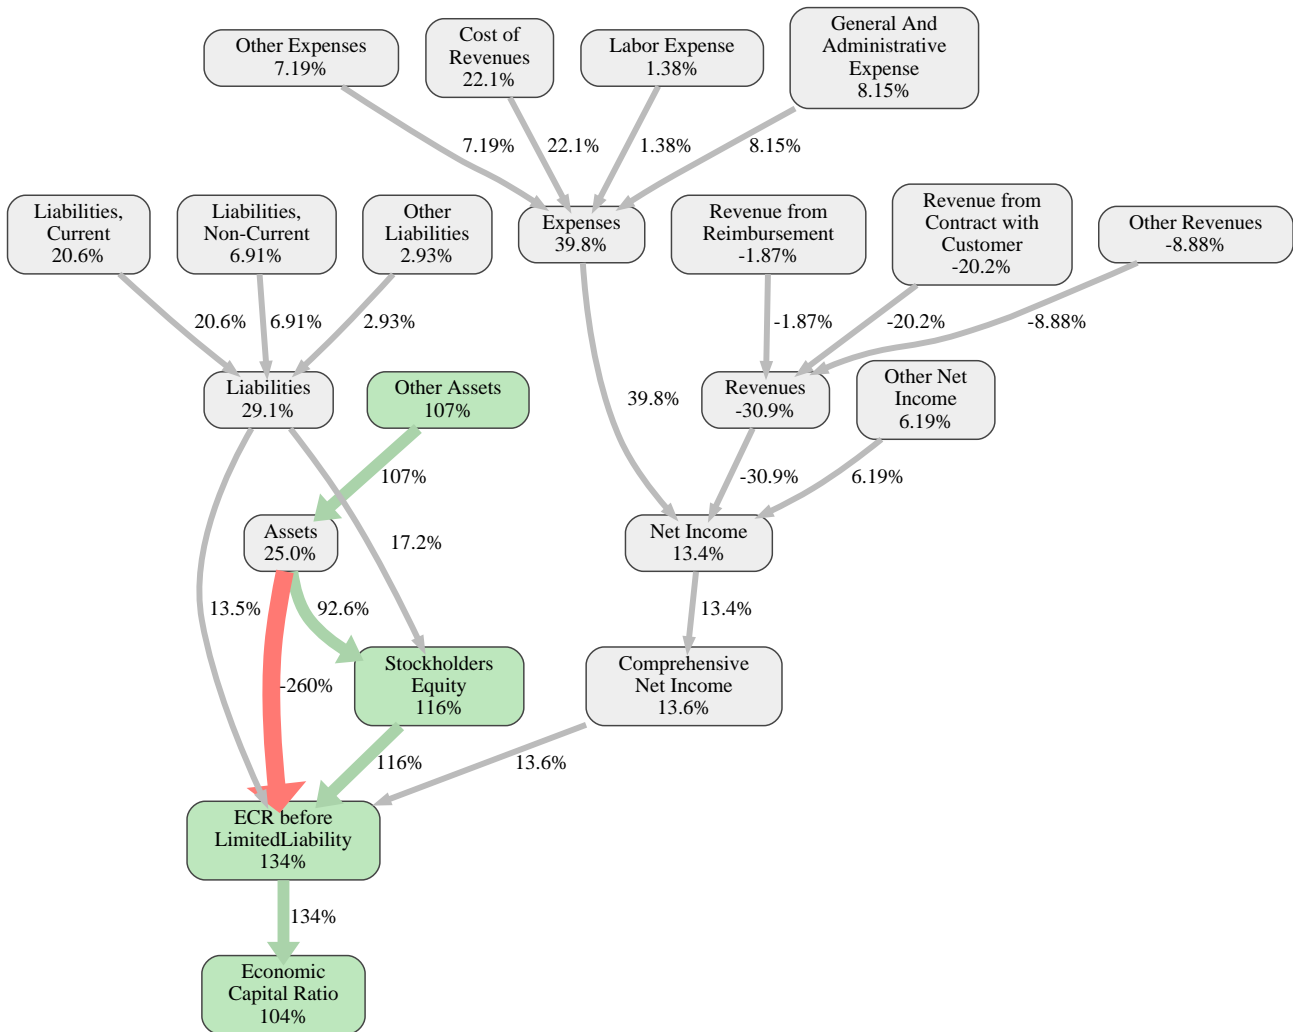 Other Expenses
7.19%
Cost of
Revenues
22.1%
Labor Expense
1.38%
General And
Administrative
Expense
8.15%
7.19%
22.1%
1.38%
8.15%
Liabilities,
Current
20.6%
Liabilities,
Non-Current
6.91%
Other
Liabilities
2.93%
Expenses
39.8%
Revenue from
Reimbursement
-1.87%
Revenue from
Contract with
Customer
-20.2%
Other Revenues
-8.88%
20.6%
6.91%
2.93%
-1.87%
-20.2%
-8.88%
Liabilities
29.1%
Other Assets
107%
39.8%
Revenues
-30.9%
Other Net
Income
6.19%
107%
-30.9%
6.19%
Assets
25.0%
17.2%
Net Income
13.4%
13.5%
92.6%
13.4%
-260%
Stockholders
Equity
116%
Comprehensive
Net Income
13.6%
116%
13.6%
ECR before
LimitedLiability
134%
134%
Economic
Capital Ratio
104%